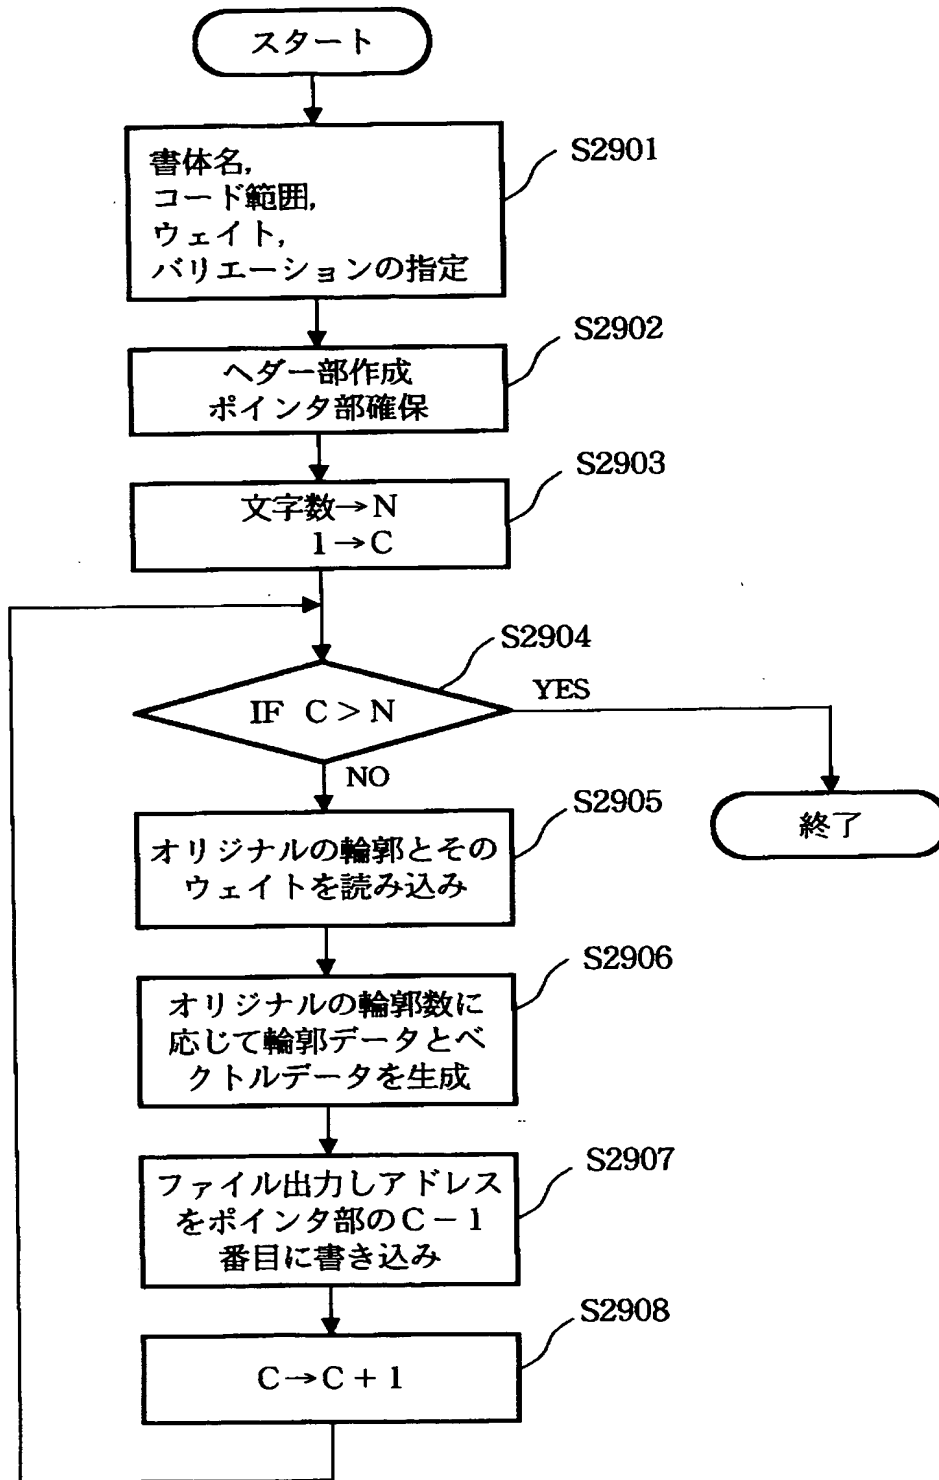 スタート
書体名,
コード範囲,
ウェイト,
バリエーションの指定
S2901
ヘダー部作成
ポインタ部確保
S2902
文字数→N
1→C
S2903
IF C > N
S2904
YES
NO
終了
オリジナルの輪郭とその
ウェイトを読み込み
S2905
オリジナルの輪郭数に
応じて輪郭データとベ
クトルデータを生成
S2906
ファイル出力しアドレス
をポインタ部のC－1
番目に書き込み
S2907
C→C＋1
S2908